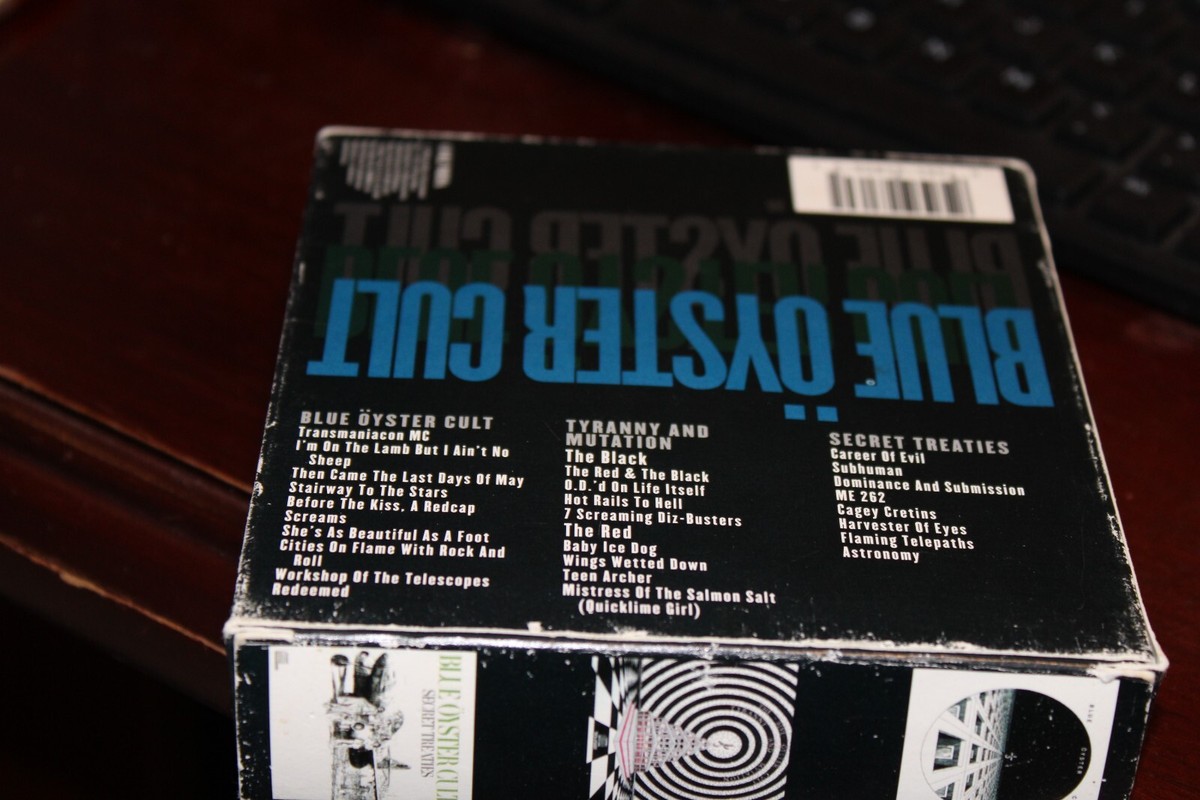 BLUE ÖYSTER CULT
BLUE ÖYSTER CULT
Transmaniacon MC
I'm On The Lamb But I Ain't No
Sheep
Then Came The Last Days Of May
Stairway To The Stars
Before The Kiss, A Redcap
Screams
She's As Beautiful As A Foot
Cities On Flame With Rock And
Roll
Workshop Of The Telescopes
Redeemed
TYRANNY AND
MUTATION
The Black
The Red & The Black
O.D.'d On Life Itself
Hot Rails To Hell
7 Screaming Diz-Busters
The Red
Baby Ice Dog
Wings Wetted Down
Teen Archer
Mistress Of The Salmon Salt
(Quicklime Girl)
SECRET TREATIES
Career Of Evil
Subhuman
Dominance And Submission
ME 262
Cagey Cretins
Harvester Of Eyes
Flaming Telepaths
Astronomy
BLUE ÖYSTER CULT
SECRET TREATIES
BLUE
OYSTER